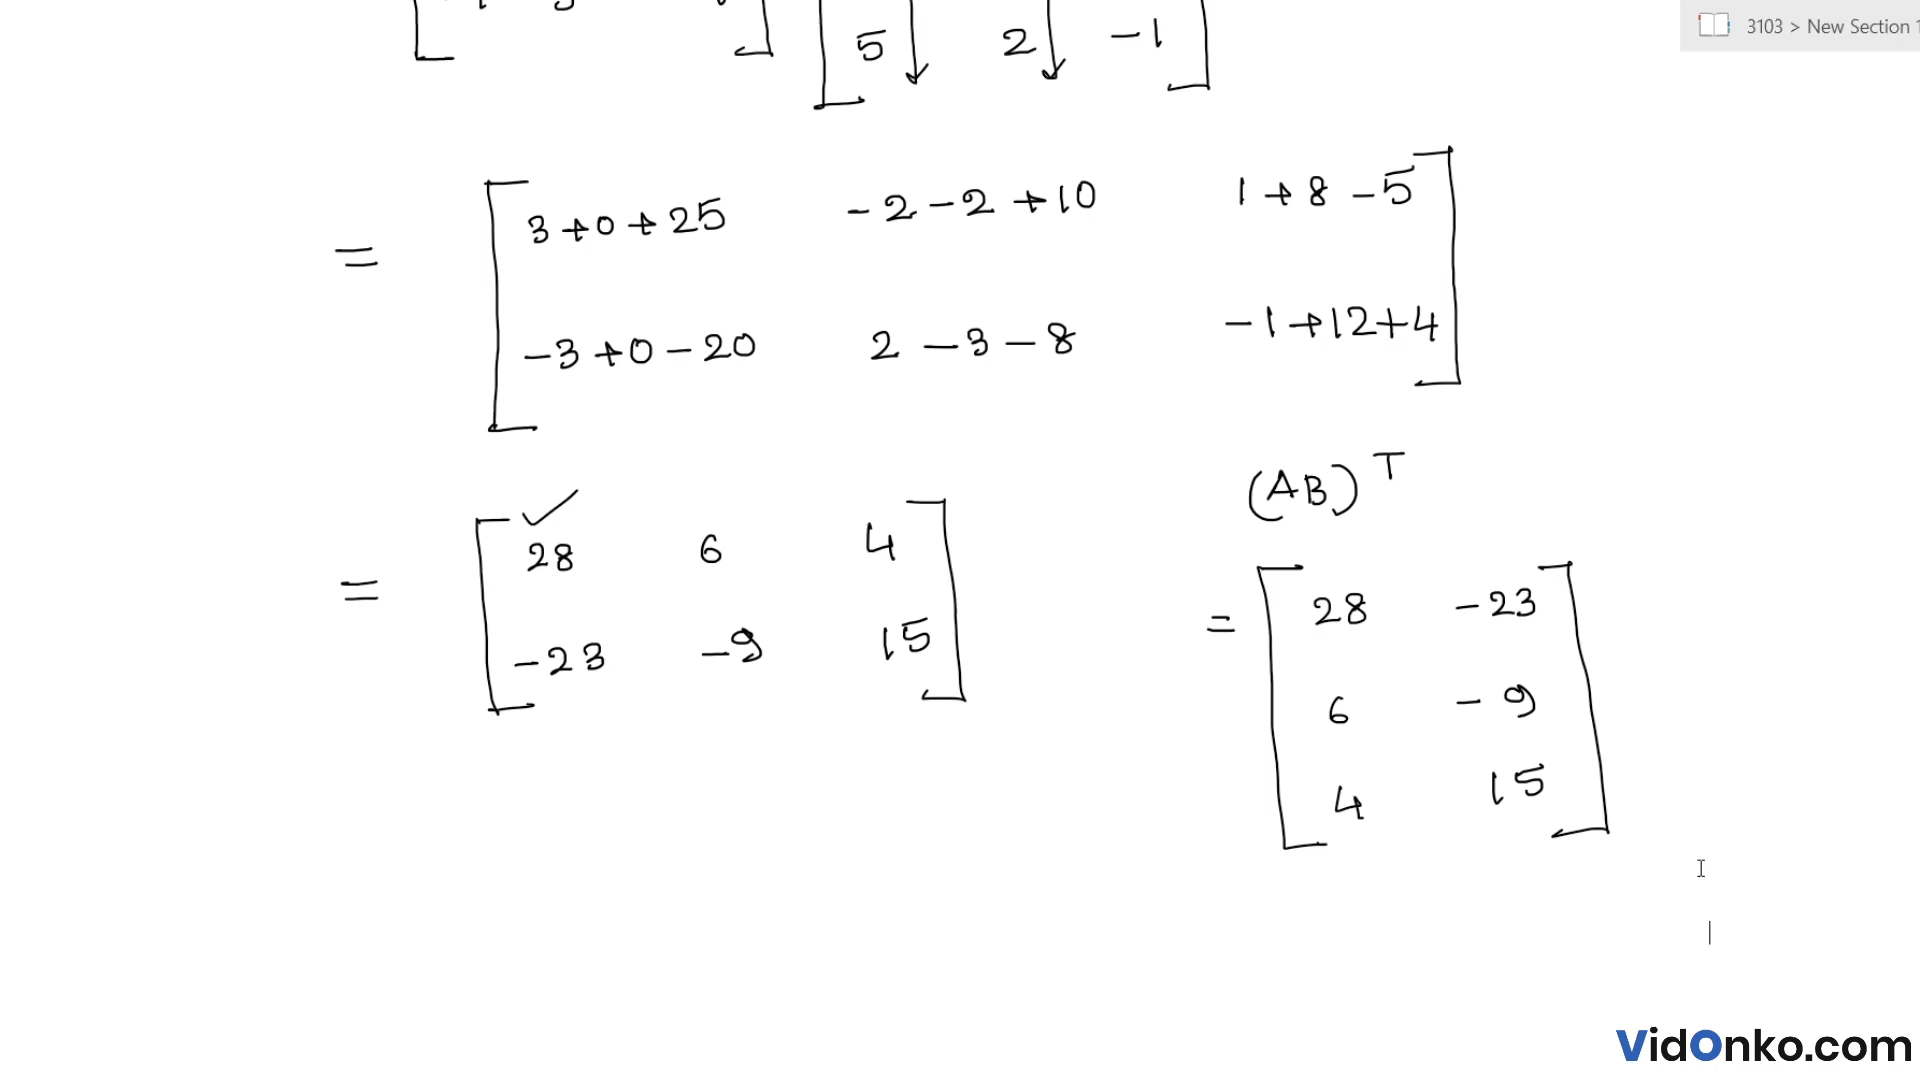 3103 > New Section 1
5 2 -1
= [ 3+0+25 -2-2+10 1+8-5
-3+0-20 2-3-8 -1+12+4 ]
(AB)^T
= [ 28 6 4
-23 -9 15 ]
= [ 28 -23
6 -9
4 15 ]
VidOnko.com